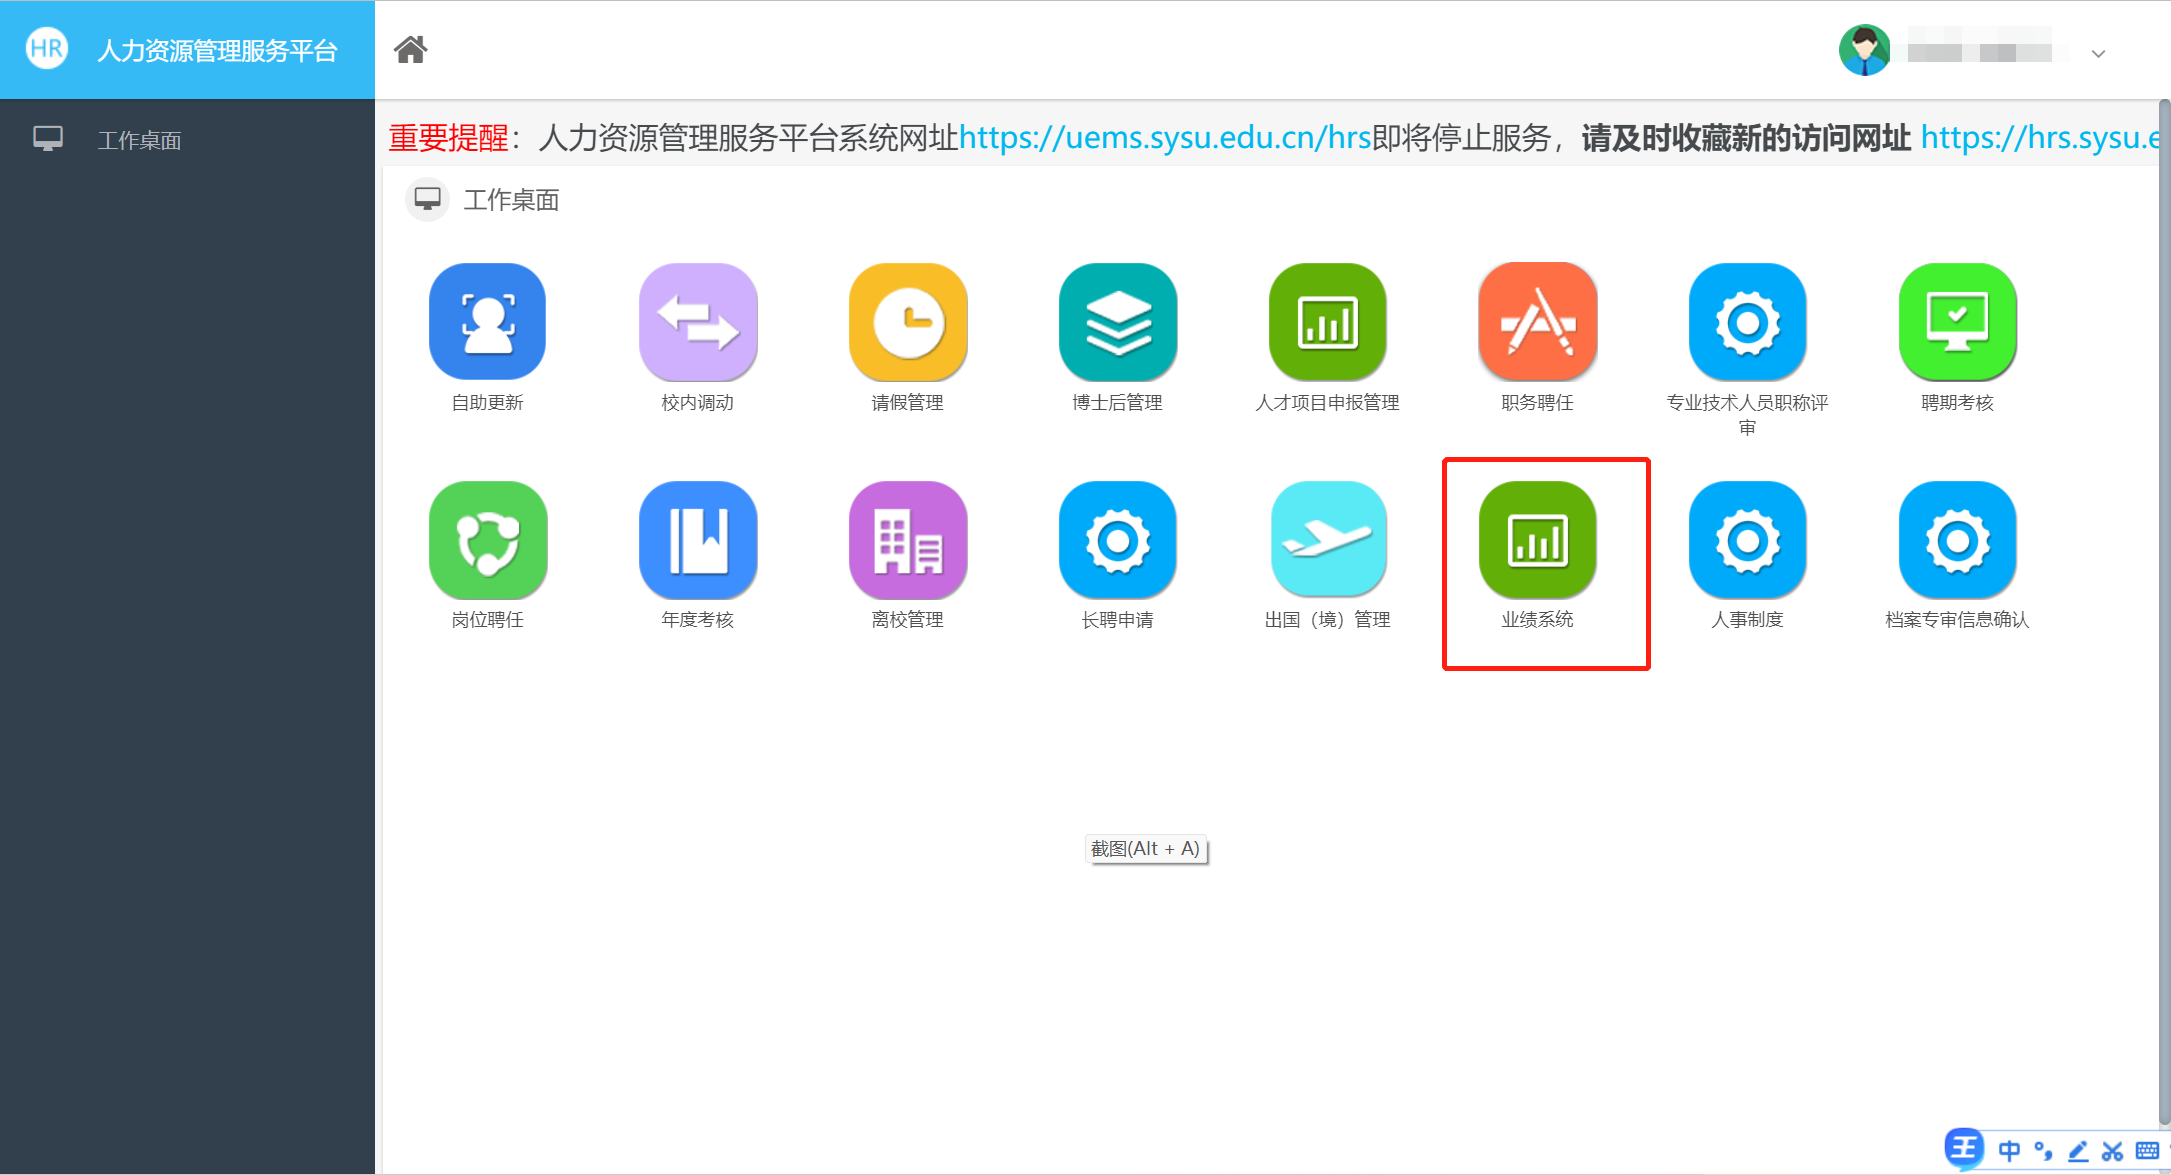 HR 人力资源管理服务平台
工作桌面
重要提醒：人力资源管理服务平台系统网址https://uems.sysu.edu.cn/hrs即将停止服务，请及时收藏新的访问网址 https://hrs.sysu.e
工作桌面
自助更新 校内调动 请假管理 博士后管理 人才项目申报管理 职务聘任 专业技术人员职称评 聘期考核
审
岗位聘任 年度考核 离校管理 长聘申请 出国（境）管理 业绩系统 人事制度 档案专审信息确认
截图(Alt + A)
王 中